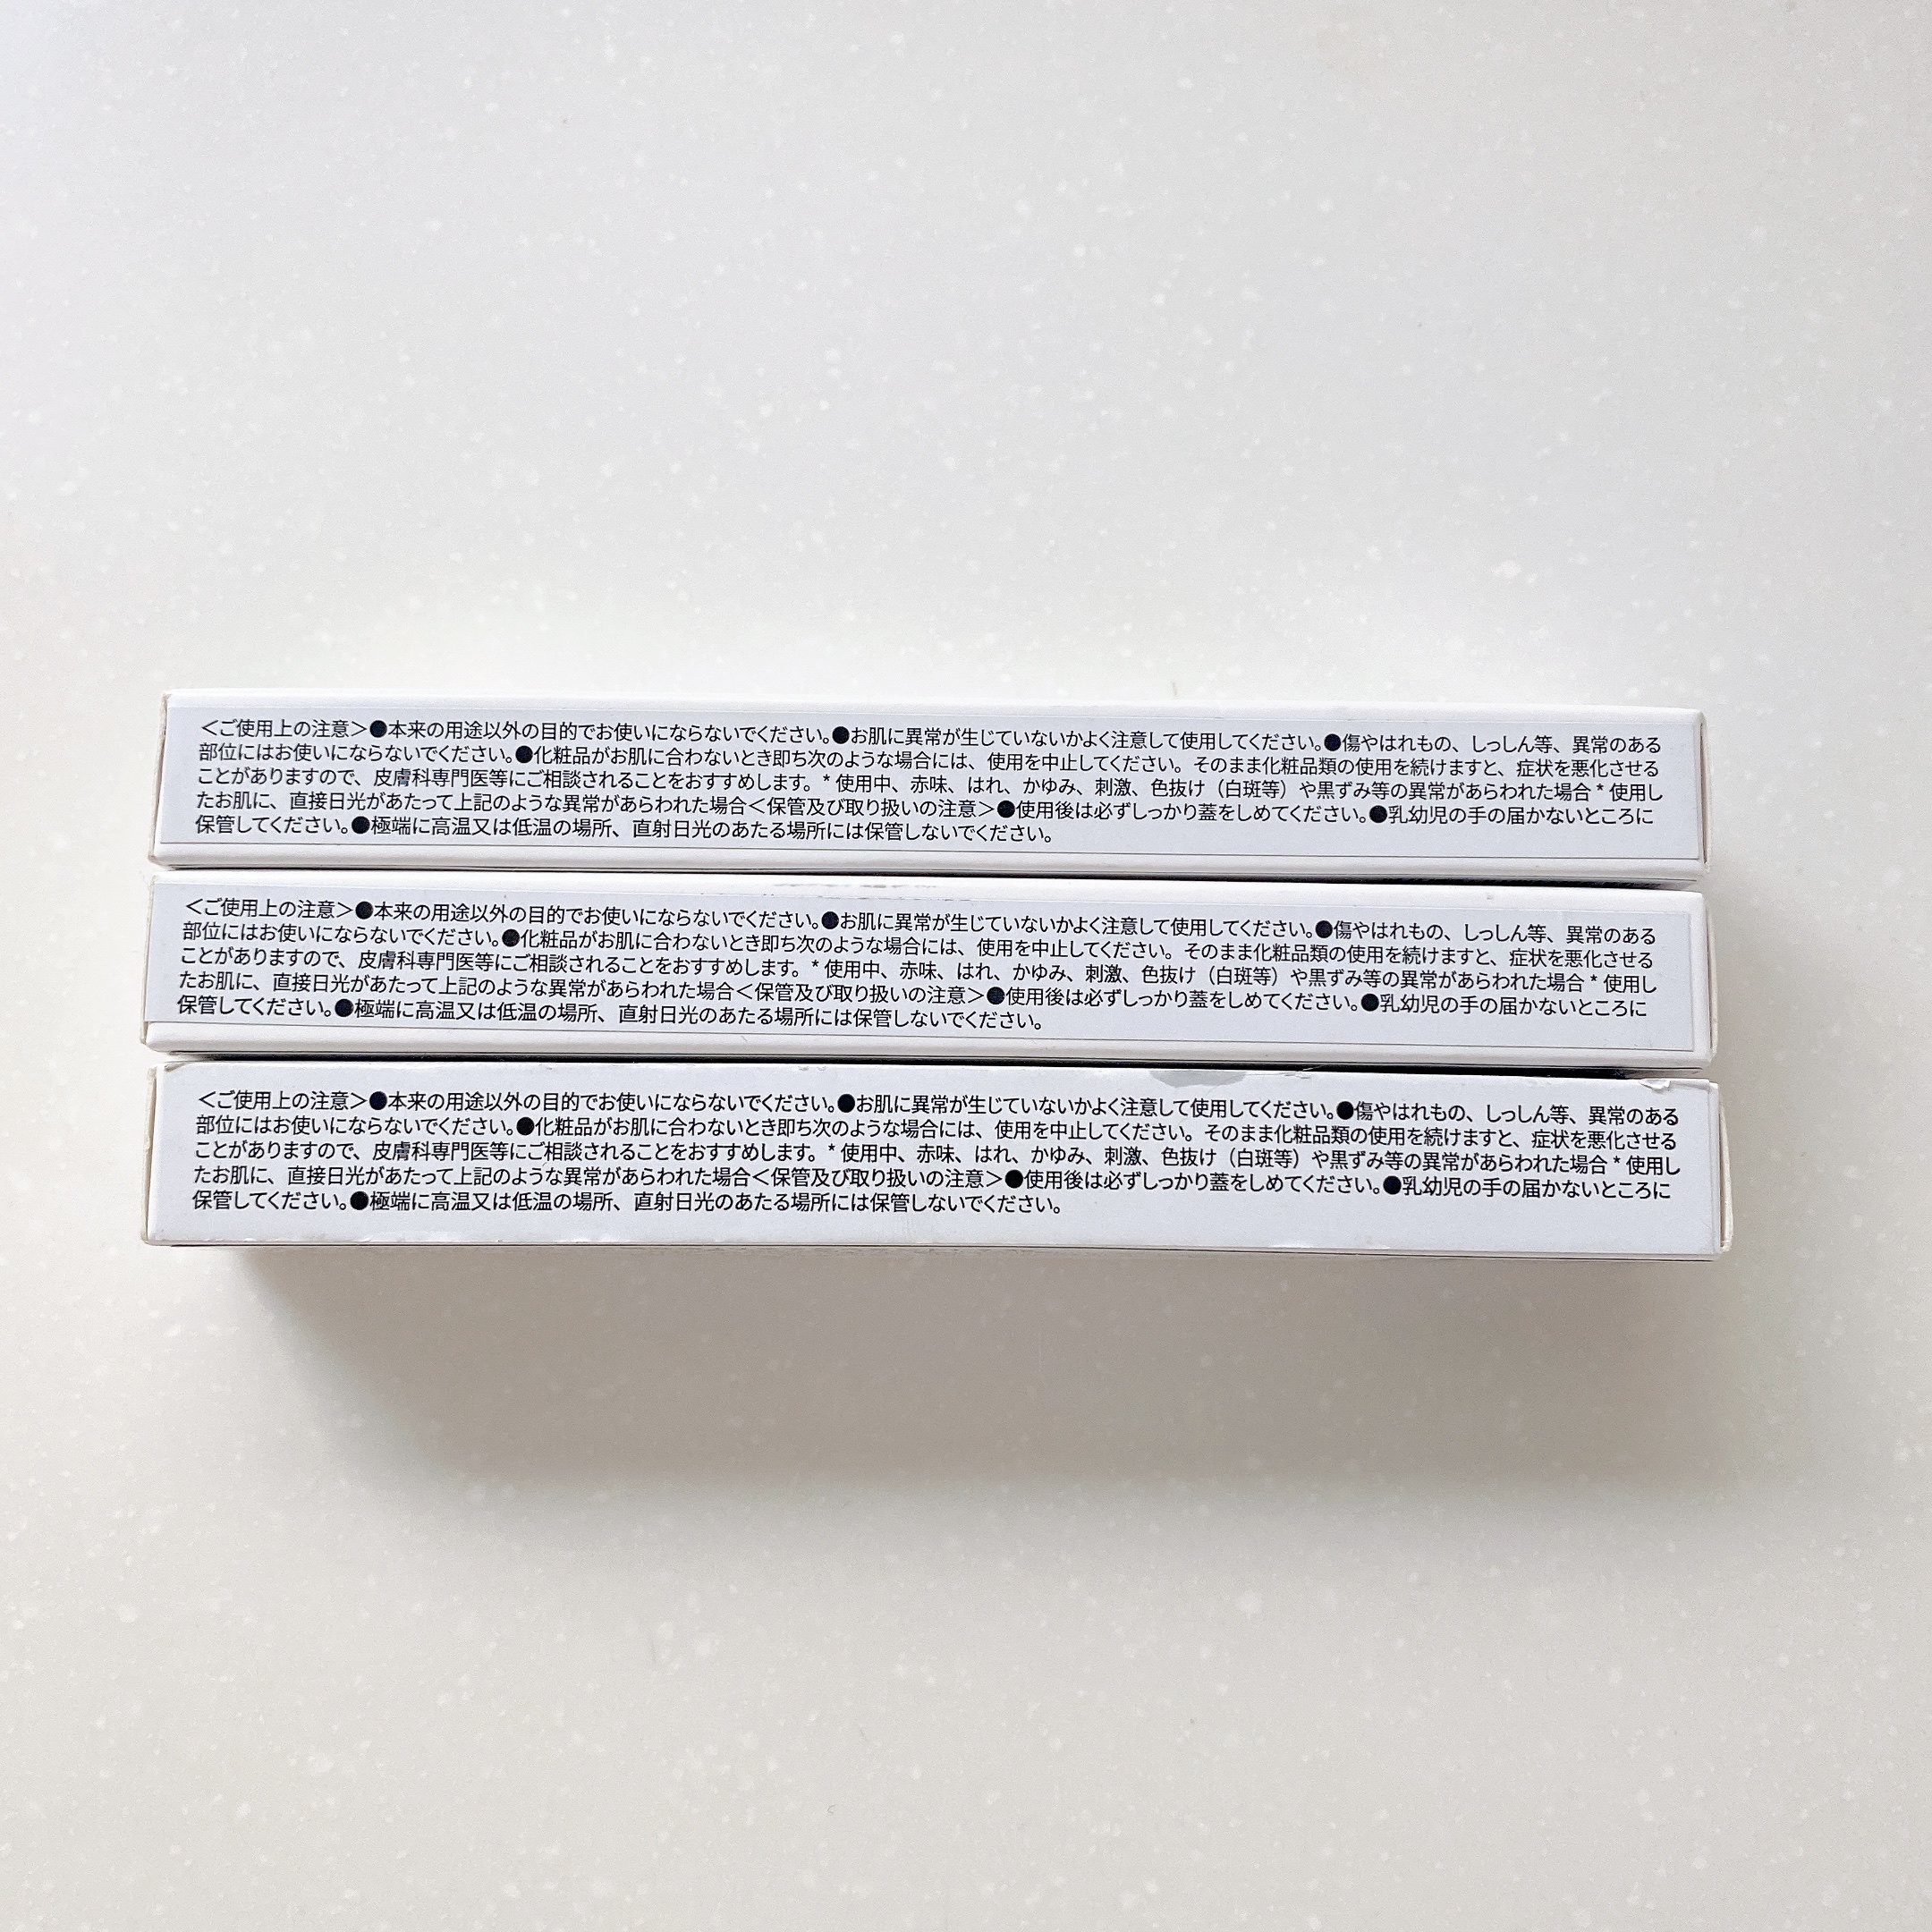 ＜ご使用上の注意＞●本来の用途以外の目的でお使いにならないでください。●お肌に異常が生じていないかよく注意して使用してください。●傷やはれもの、しっしん等、異常のある
部位にはお使いにならないでください。●化粧品がお肌に合わないとき即ち次のような場合には、使用を中止してください。そのまま化粧品類の使用を続けますと、症状を悪化させる
ことがありますので、皮膚科専門医等にご相談されることをおすすめします。* 使用中、赤味、はれ、かゆみ、刺激、色抜け（白斑等）や黒ずみ等の異常があらわれた場合 * 使用し
たお肌に、直接日光があたって上記のような異常があらわれた場合＜保管及び取り扱いの注意＞●使用後は必ずしっかり蓋をしめてください。●乳幼児の手の届かないところに
保管してください。●極端に高温又は低温の場所、直射日光のあたる場所には保管しないでください。
＜ご使用上の注意＞●本来の用途以外の目的でお使いにならないでください。●お肌に異常が生じていないかよく注意して使用してください。●傷やはれもの、しっしん等、異常のある
部位にはお使いにならないでください。●化粧品がお肌に合わないとき即ち次のような場合には、使用を中止してください。そのまま化粧品類の使用を続けますと、症状を悪化させる
ことがありますので、皮膚科専門医等にご相談されることをおすすめします。* 使用中、赤味、はれ、かゆみ、刺激、色抜け（白斑等）や黒ずみ等の異常があらわれた場合 * 使用し
たお肌に、直接日光があたって上記のような異常があらわれた場合＜保管及び取り扱いの注意＞●使用後は必ずしっかり蓋をしめてください。●乳幼児の手の届かないところに
保管してください。●極端に高温又は低温の場所、直射日光のあたる場所には保管しないでください。
＜ご使用上の注意＞●本来の用途以外の目的でお使いにならないでください。●お肌に異常が生じていないかよく注意して使用してください。●傷やはれもの、しっしん等、異常のある
部位にはお使いにならないでください。●化粧品がお肌に合わないとき即ち次のような場合には、使用を中止してください。そのまま化粧品類の使用を続けますと、症状を悪化させる
ことがありますので、皮膚科専門医等にご相談されることをおすすめします。* 使用中、赤味、はれ、かゆみ、刺激、色抜け（白斑等）や黒ずみ等の異常があらわれた場合 * 使用し
たお肌に、直接日光があたって上記のような異常があらわれた場合＜保管及び取り扱いの注意＞●使用後は必ずしっかり蓋をしめてください。●乳幼児の手の届かないところに
保管してください。●極端に高温又は低温の場所、直射日光のあたる場所には保管しないでください。